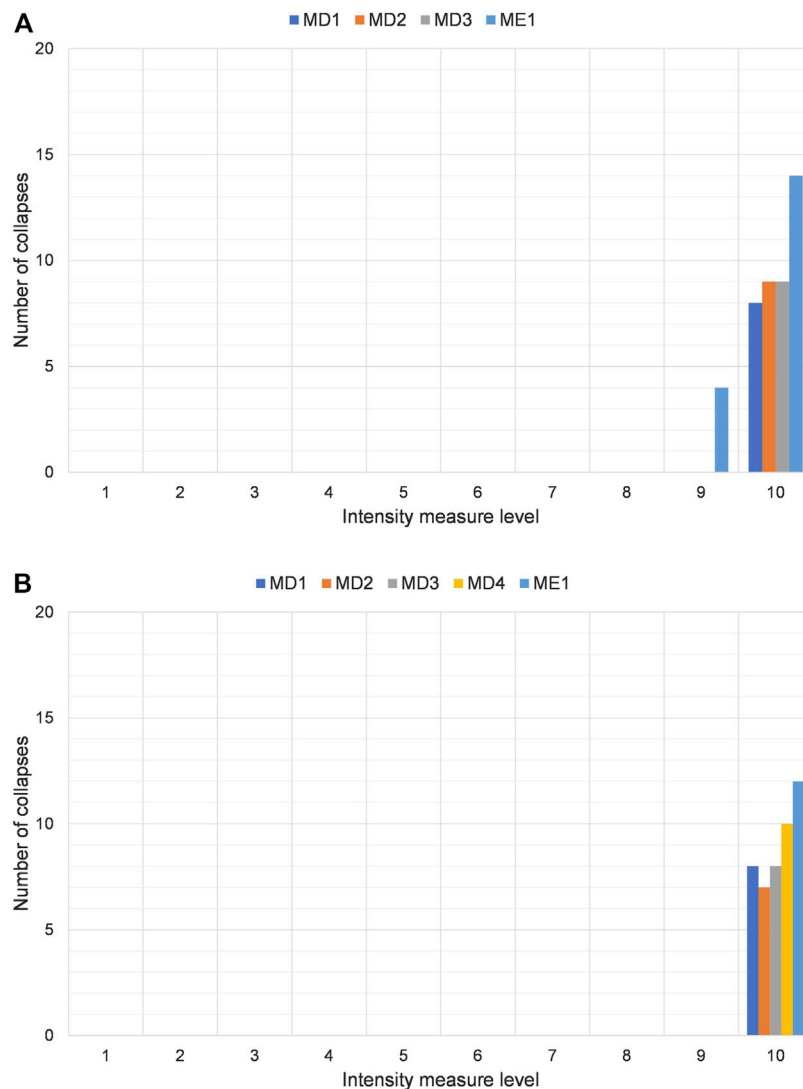 A
MD1 MD2 MD3 ME1
20
15
10
5
0
Number of collapses
1 2 3 4 5 6 7 8 9 10
Intensity measure level
B
MD1 MD2 MD3 MD4 ME1
20
15
10
5
0
Number of collapses
1 2 3 4 5 6 7 8 9 10
Intensity measure level